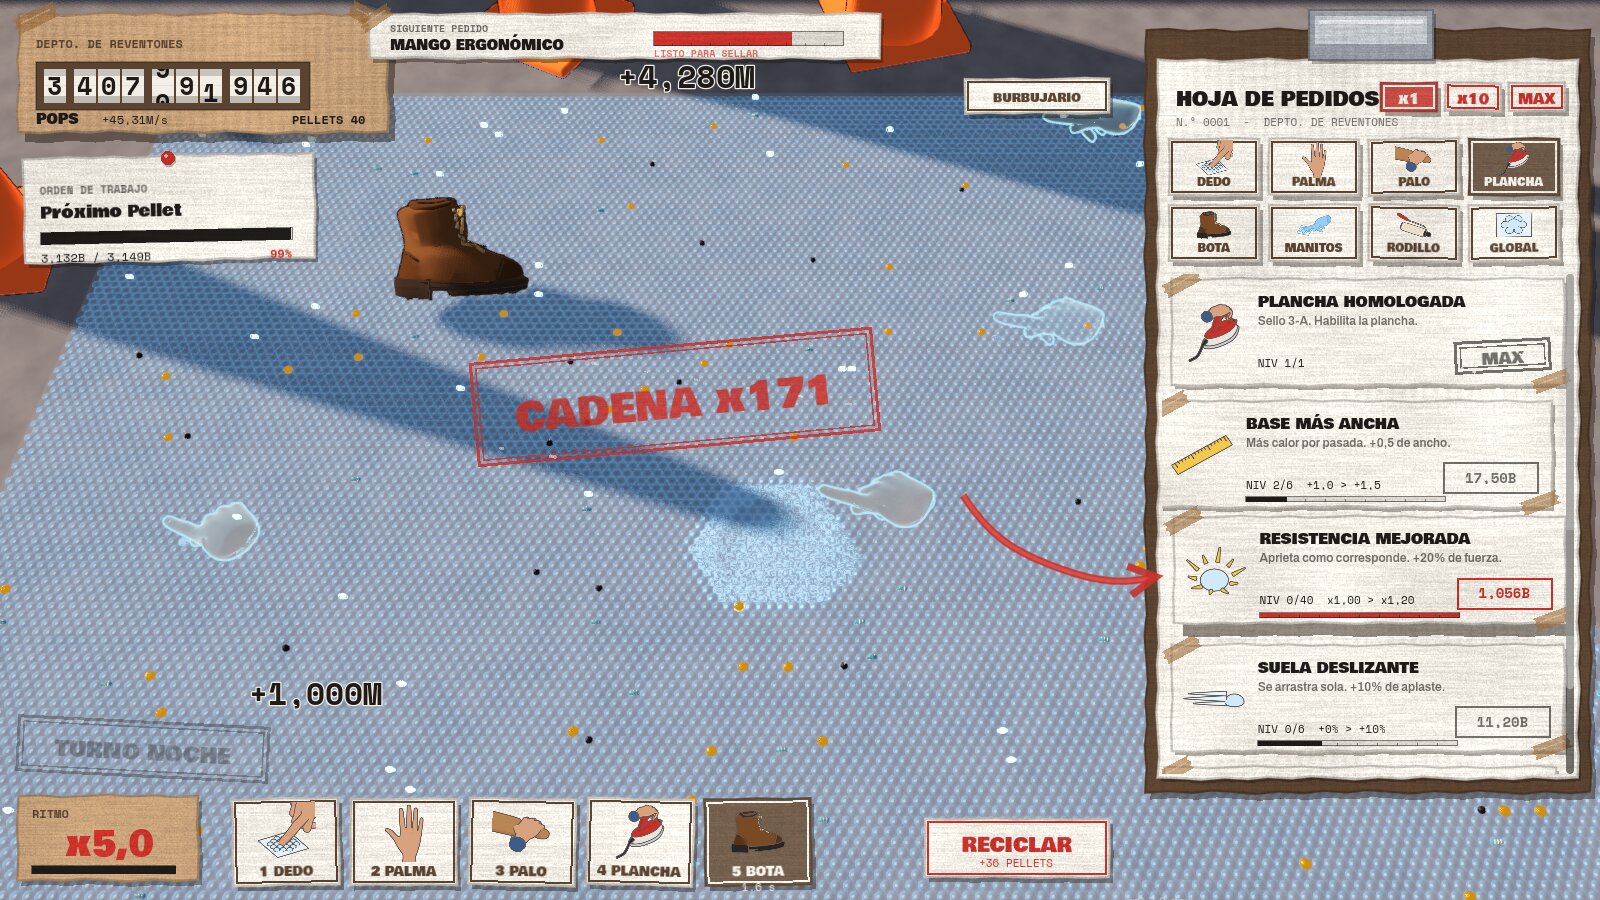 DEPTO. DE REVENTONES
POPS +45,31M/s PELLETS 40
SIGUIENTE PEDIDO
MANGO ERGONÓMICO
LISTO PARA SELLAR
+4,280M
BURBUJARIO
ORDEN DE TRABAJO
Próximo Pellet
3,132B / 3,149B 99%
CADENA x171
+1,000M
TURNO NOCHE
RITMO
x5,0
1 DEDO
2 PALMA
3 PALO
4 PLANCHA
5 BOTA
1,6 s
RECICLAR
+36 PELLETS
HOJA DE PEDIDOS x1 x10 MAX
N.° 0001 - DEPTO. DE REVENTONES
DEDO PALMA PALO PLANCHA
BOTA MANITOS RODILLO GLOBAL
PLANCHA HOMOLOGADA
Sello 3-A. Habilita la plancha.
NIV 1/1 MAX
BASE MÁS ANCHA
Más calor por pasada. +0,5 de ancho.
NIV 2/6 +1,0 > +1,5 17,50B
RESISTENCIA MEJORADA
Aprieta como corresponde. +20% de fuerza.
NIV 0/40 x1,00 > x1,20 1,056B
SUELA DESLIZANTE
Se arrastra sola. +10% de aplaste.
NIV 0/6 +0% > +10% 11,20B